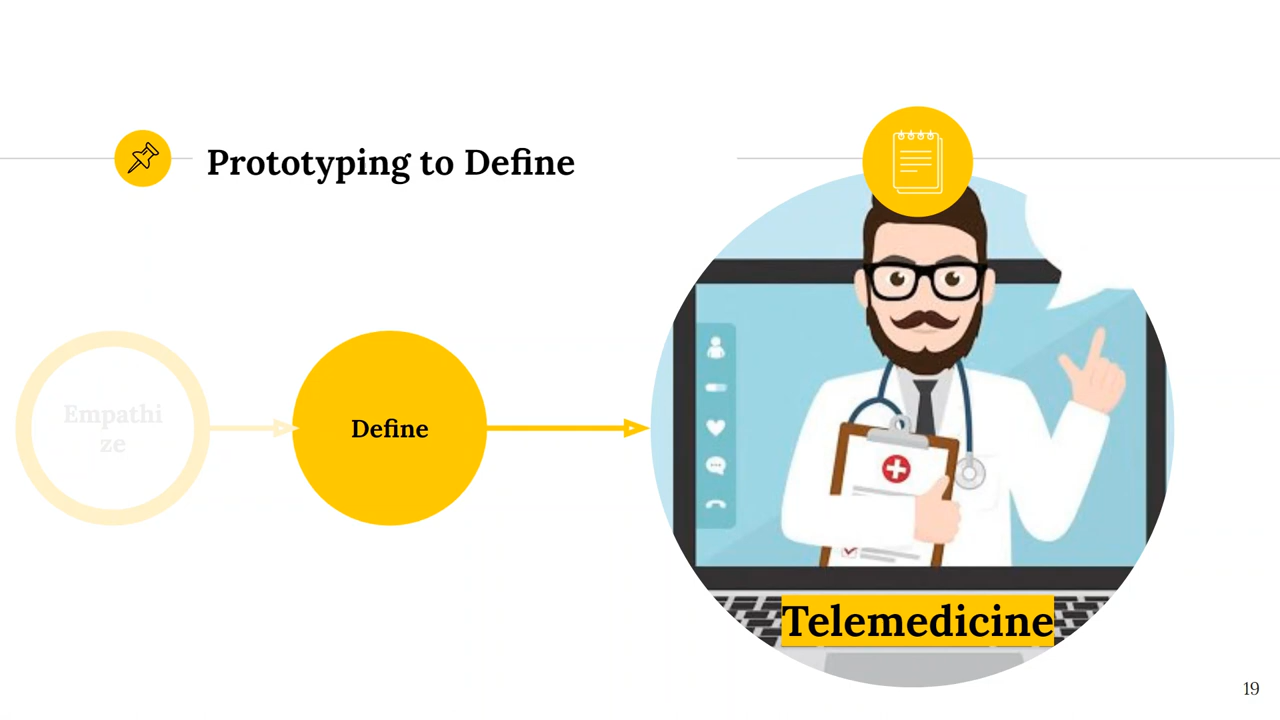 Prototyping to Define
Empathi
ze
Define
Telemedicine
19